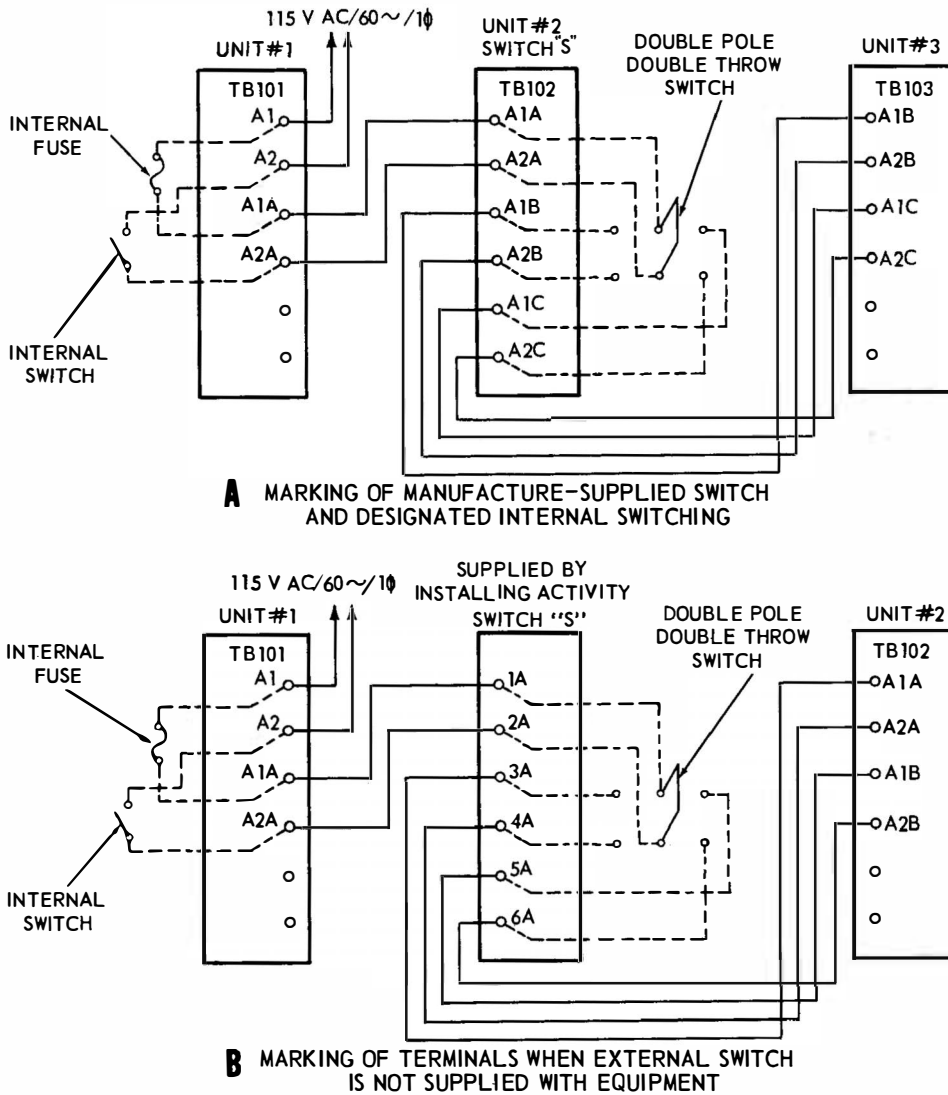 115 V AC/60~/1ϕ
UNIT#1
UNIT#2
SWITCH "S"
DOUBLE POLE
DOUBLE THROW
SWITCH
UNIT#3
TB101
TB102
TB103
INTERNAL
FUSE
A1
A2
A1A
A2A
A1A
A2A
A1B
A2B
A1C
A2C
A1B
A2B
A1C
A2C
INTERNAL
SWITCH
A MARKING OF MANUFACTURE-SUPPLIED SWITCH
AND DESIGNATED INTERNAL SWITCHING
115 V AC/60~/1ϕ
UNIT#1
SUPPLIED BY
INSTALLING ACTIVITY
SWITCH "S"
DOUBLE POLE
DOUBLE THROW
SWITCH
UNIT#2
TB101
TB102
INTERNAL
FUSE
A1
A2
A1A
A2A
1A
2A
3A
4A
5A
6A
A1A
A2A
A1B
A2B
INTERNAL
SWITCH
B MARKING OF TERMINALS WHEN EXTERNAL SWITCH
IS NOT SUPPLIED WITH EQUIPMENT